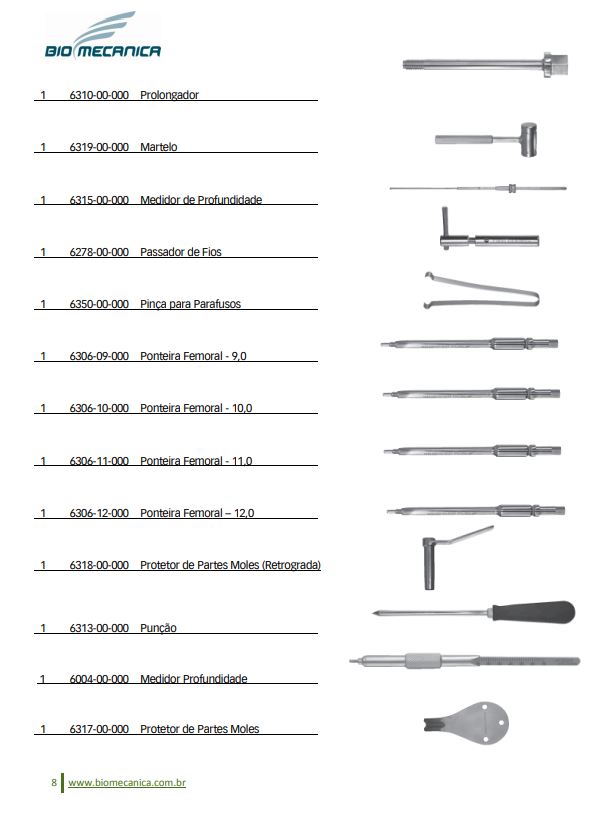 BIOMECANICA
1 6310-00-000 Prolongador
1 6319-00-000 Martelo
1 6315-00-000 Medidor de Profundidade
1 6278-00-000 Passador de Fios
1 6350-00-000 Pinça para Parafusos
1 6306-09-000 Ponteira Femoral - 9,0
1 6306-10-000 Ponteira Femoral - 10,0
1 6306-11-000 Ponteira Femoral - 11,0
1 6306-12-000 Ponteira Femoral – 12,0
1 6318-00-000 Protetor de Partes Moles (Retrograda)
1 6313-00-000 Punção
1 6004-00-000 Medidor Profundidade
1 6317-00-000 Protetor de Partes Moles
8 www.biomecanica.com.br